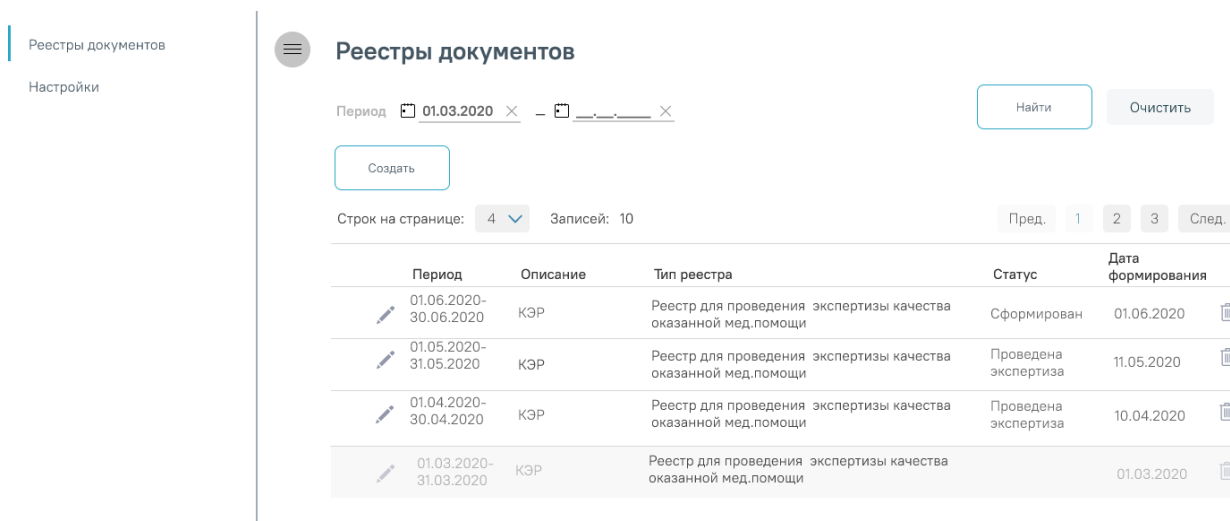 Реестры документов
Настройки
Реестры документов
Период 01.03.2020 – __.__.____
Найти
Очистить
Создать
Строк на странице: 4 Записей: 10 Пред. 1 2 3 След.
Период Описание Тип реестра Статус Дата
формирования
01.06.2020-
30.06.2020
КЭР
Реестр для проведения экспертизы качества
оказанной мед.помощи
Сформирован
01.06.2020
01.05.2020-
31.05.2020
КЭР
Реестр для проведения экспертизы качества
оказанной мед.помощи
Проведена
экспертиза
11.05.2020
01.04.2020-
30.04.2020
КЭР
Реестр для проведения экспертизы качества
оказанной мед.помощи
Проведена
экспертиза
10.04.2020
01.03.2020-
31.03.2020
КЭР
Реестр для проведения экспертизы качества
оказанной мед.помощи
01.03.2020